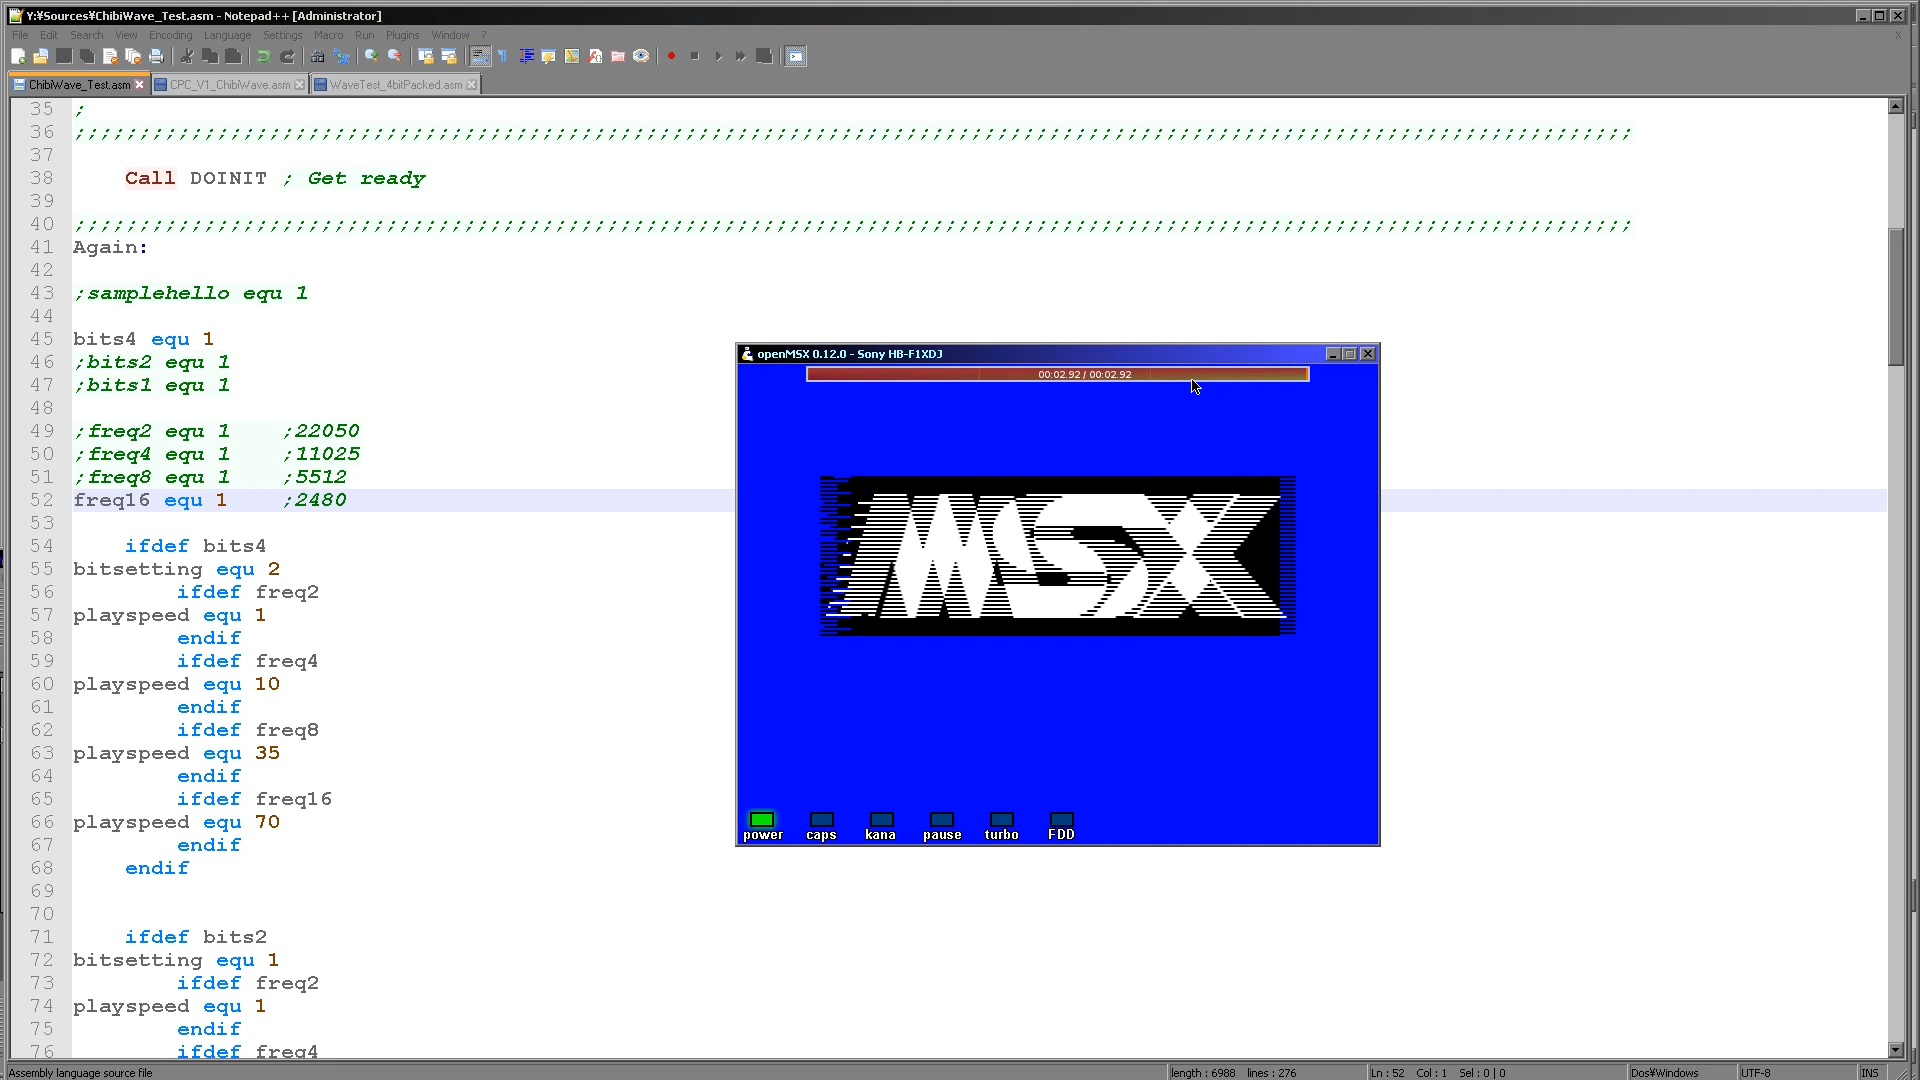 Y:¥Sources¥ChibiWave_Test.asm - Notepad++ [Administrator]
File Edit Search View Encoding Language Settings Macro Run Plugins Window ? X
ChibiWave_Test.asm CPC_V1_ChibiWave.asm WaveTest_4bitPacked.asm
35 ;
36 ;;;;;;;;;;;;;;;;;;;;;;;;;;;;;;;;;;;;;;;;;;;;;;;;;;;;;;;;;;;;;;;;;;;;;;;;;;;;;;;;;;;;;;;;;;;;;;;;;;;;;;;;;;;;;;;;;;;;;;;;
37
38 Call DOINIT ; Get ready
39
40 ;;;;;;;;;;;;;;;;;;;;;;;;;;;;;;;;;;;;;;;;;;;;;;;;;;;;;;;;;;;;;;;;;;;;;;;;;;;;;;;;;;;;;;;;;;;;;;;;;;;;;;;;;;;;;;;;;;;;;;;;
41 Again:
42
43 ;samplehello equ 1
44
45 bits4 equ 1
46 ;bits2 equ 1
47 ;bits1 equ 1
48
49 ;freq2 equ 1 ;22050
50 ;freq4 equ 1 ;11025
51 ;freq8 equ 1 ;5512
52 freq16 equ 1 ;2480
53
54 ifdef bits4
55 bitsetting equ 2
56 ifdef freq2
57 playspeed equ 1
58 endif
59 ifdef freq4
60 playspeed equ 10
61 endif
62 ifdef freq8
63 playspeed equ 35
64 endif
65 ifdef freq16
66 playspeed equ 70
67 endif
68 endif
69
70
71 ifdef bits2
72 bitsetting equ 1
73 ifdef freq2
74 playspeed equ 1
75 endif
76 ifdef freq4
openMSX 0.12.0 - Sony HB-F1XDJ
00:02.92 / 00:02.92
MSX
power caps kana pause turbo FDD
Assembly language source file length : 6988 lines : 276 Ln : 52 Col : 1 Sel : 0 | 0 Dos¥Windows UTF-8 INS